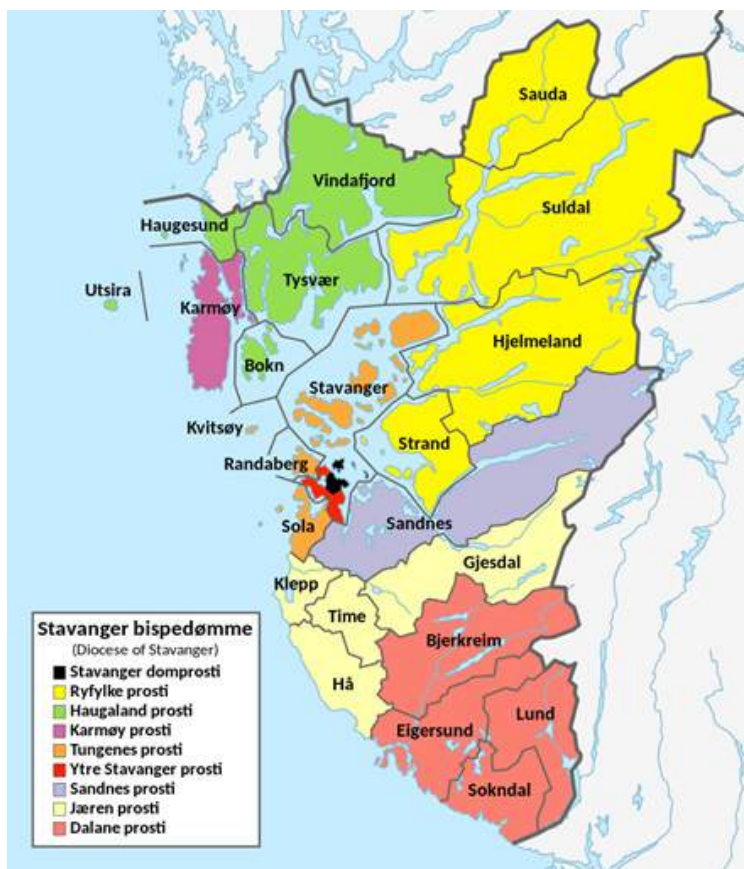 Sauda
Vindafjord
Suldal
Haugesund
Tysvær
Utsira
Karmøy
Hjelmeland
Bokn
Stavanger
Kvitsøy
Strand
Randaberg
Sola
Sandnes
Gjesdal
Klepp
Time
Bjerkreim
Hå
Lund
Eigersund
Sokndal
Stavanger bispedømme
(Diocese of Stavanger)
Stavanger domprosti
Ryfylke prosti
Haugaland prosti
Karmøy prosti
Tungenes prosti
Ytre Stavanger prosti
Sandnes prosti
Jæren prosti
Dalane prosti